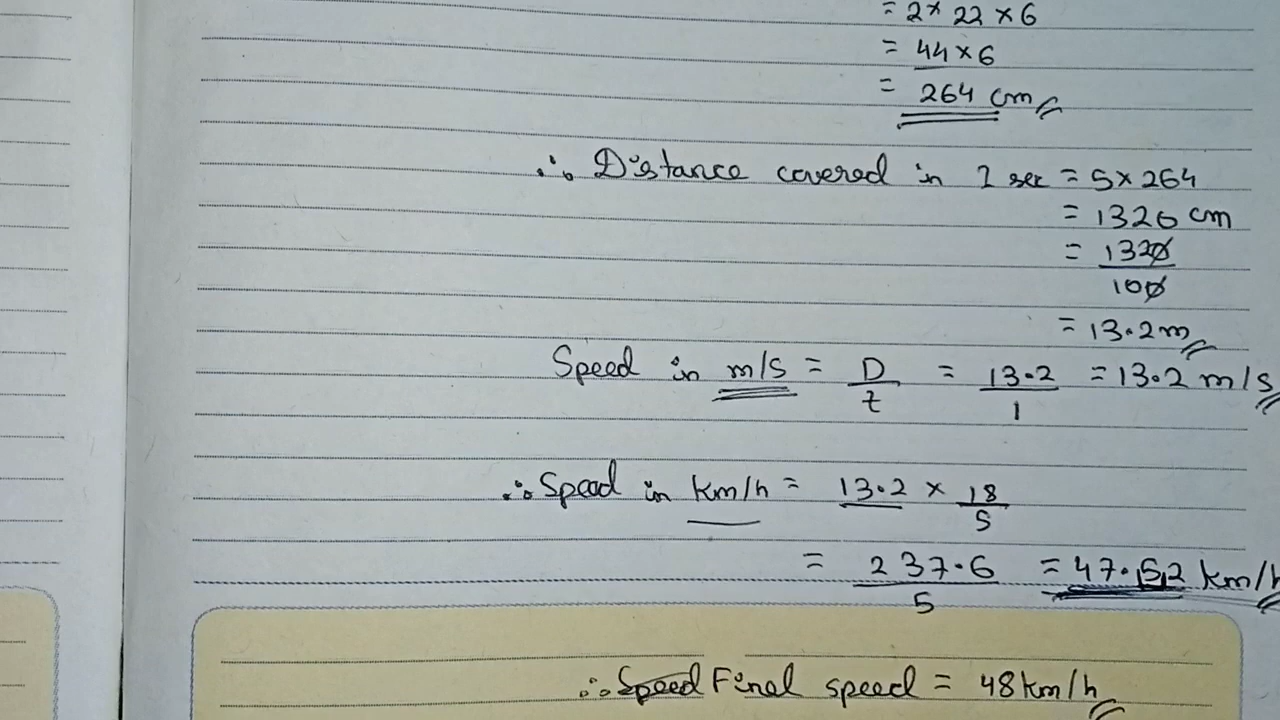 = 2 × 22 × 6
= 44 × 6
= 264 cm
∴ Distance covered in 1 sec = 5 × 264
= 1320 cm
= 1320
100
= 13.2 m
Speed in m/s = D/t = 13.2/1 = 13.2 m/s
∴ Speed in km/h = 13.2 × 18/5
= 237.6/5 = 47.52 km/h
∴ Speed Final speed = 48 km/h